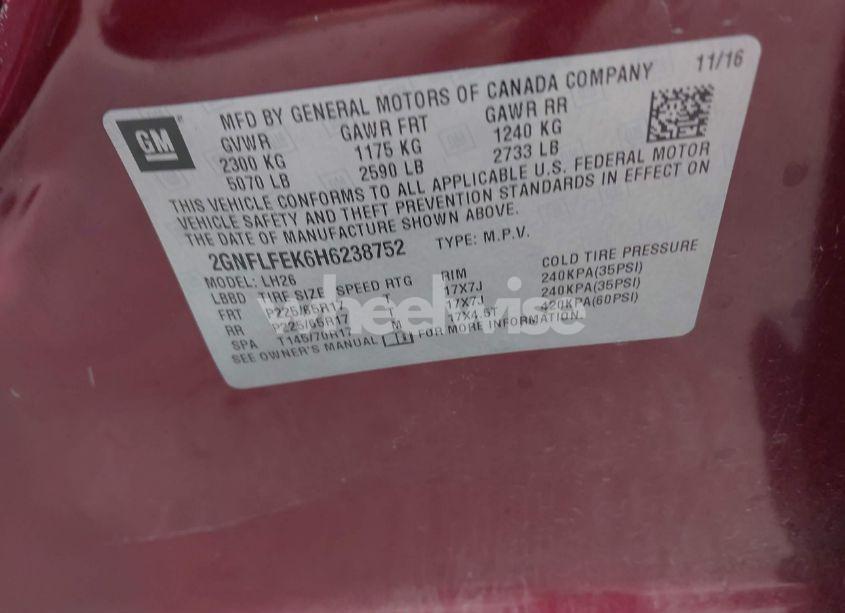 11/16
MFD BY GENERAL MOTORS OF CANADA COMPANY
GM
GVWR GAWR FRT GAWR RR
2300 KG 1175 KG 1240 KG
5070 LB 2590 LB 2733 LB
THIS VEHICLE CONFORMS TO ALL APPLICABLE U.S. FEDERAL MOTOR
VEHICLE SAFETY AND THEFT PREVENTION STANDARDS IN EFFECT ON
THE DATE OF MANUFACTURE SHOWN ABOVE.
2GNFLFEK6H6238752 TYPE: M.P.V.
MODEL: LH26
LBBD TIRE SIZE SPEED RTG RIM COLD TIRE PRESSURE
FRT P225/65R17 T 17X7J 240KPA(35PSI)
RR P225/65R17 T 17X7J 240KPA(35PSI)
SPA T145/70R17 M 17X4.5T 420KPA(60PSI)
SEE OWNER'S MANUAL FOR MORE INFORMATION
wheelwise